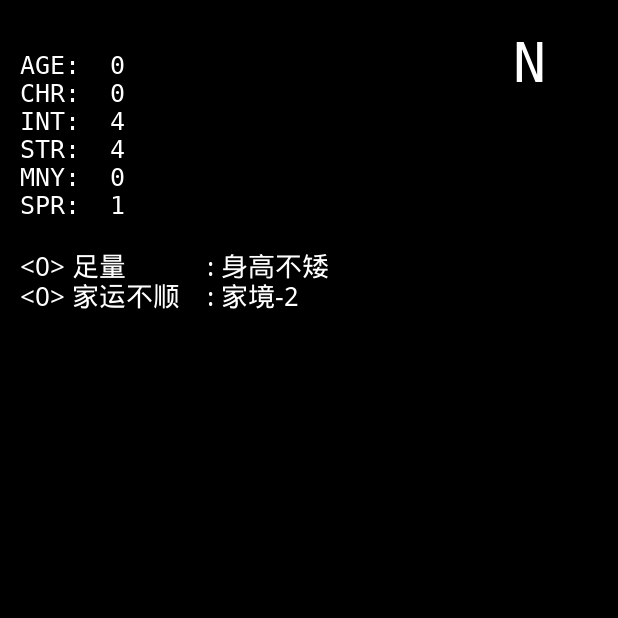 N
AGE: 0
CHR: 0
INT: 4
STR: 4
MNY: 0
SPR: 1
<O> 足量 : 身高不矮
<O> 家运不顺 : 家境-2